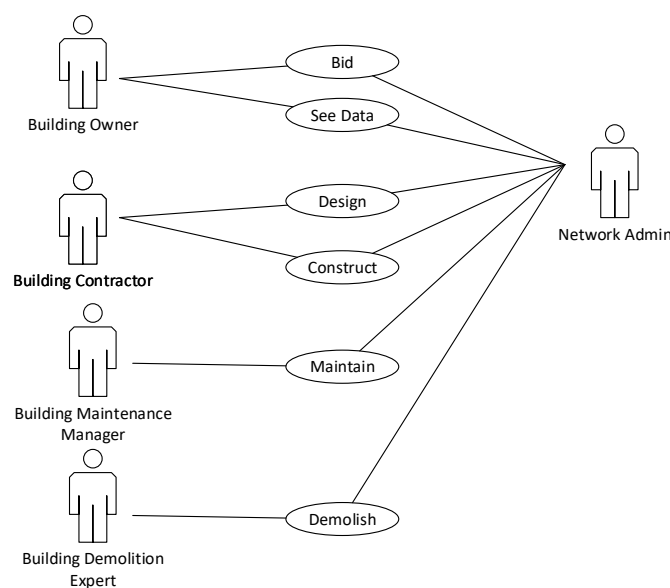 Bid
Building Owner
See Data
Design
Network Admin
Building Contractor
Construct
Maintain
Building Maintenance
Manager
Demolish
Building Demolition
Expert